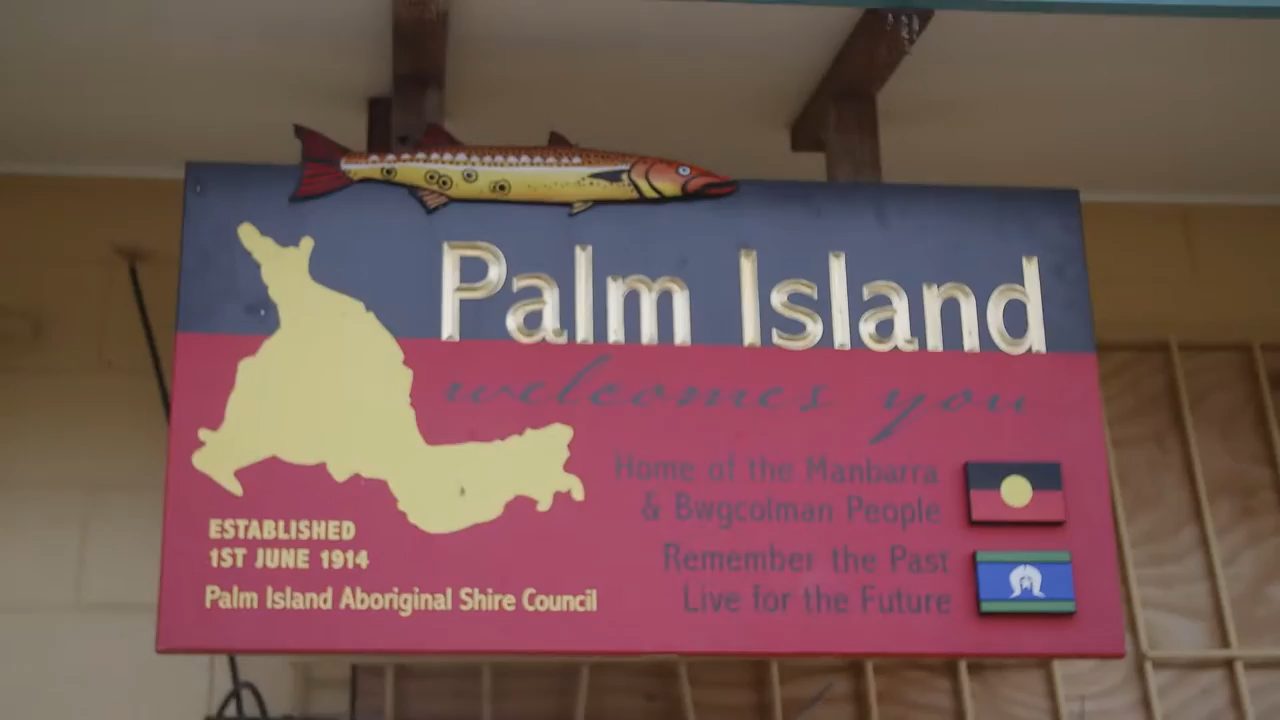 Palm Island
welcomes you
Home of the Manbarra
& Bwgcolman People
Remember the Past
Live for the Future
ESTABLISHED
1ST JUNE 1914
Palm Island Aboriginal Shire Council